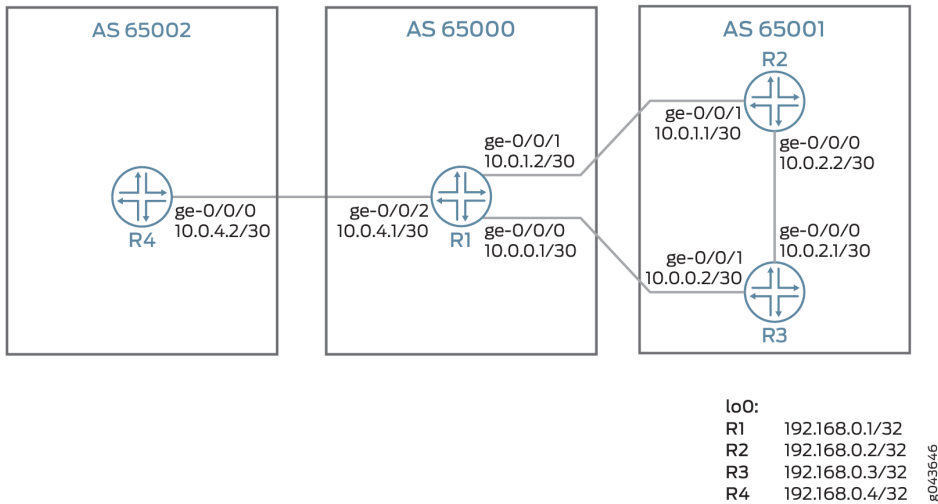 AS 65002
AS 65000
AS 65001
R2
ge-0/0/1
10.0.1.1/30
ge-0/0/1
10.0.1.2/30
ge-0/0/0
10.0.2.2/30
ge-0/0/0
10.0.4.2/30
R4
ge-0/0/2
10.0.4.1/30
R1
ge-0/0/0
10.0.0.1/30
ge-0/0/0
10.0.2.1/30
ge-0/0/1
10.0.0.2/30
R3
lo0:
R1 192.168.0.1/32
R2 192.168.0.2/32
R3 192.168.0.3/32
R4 192.168.0.4/32
g043646